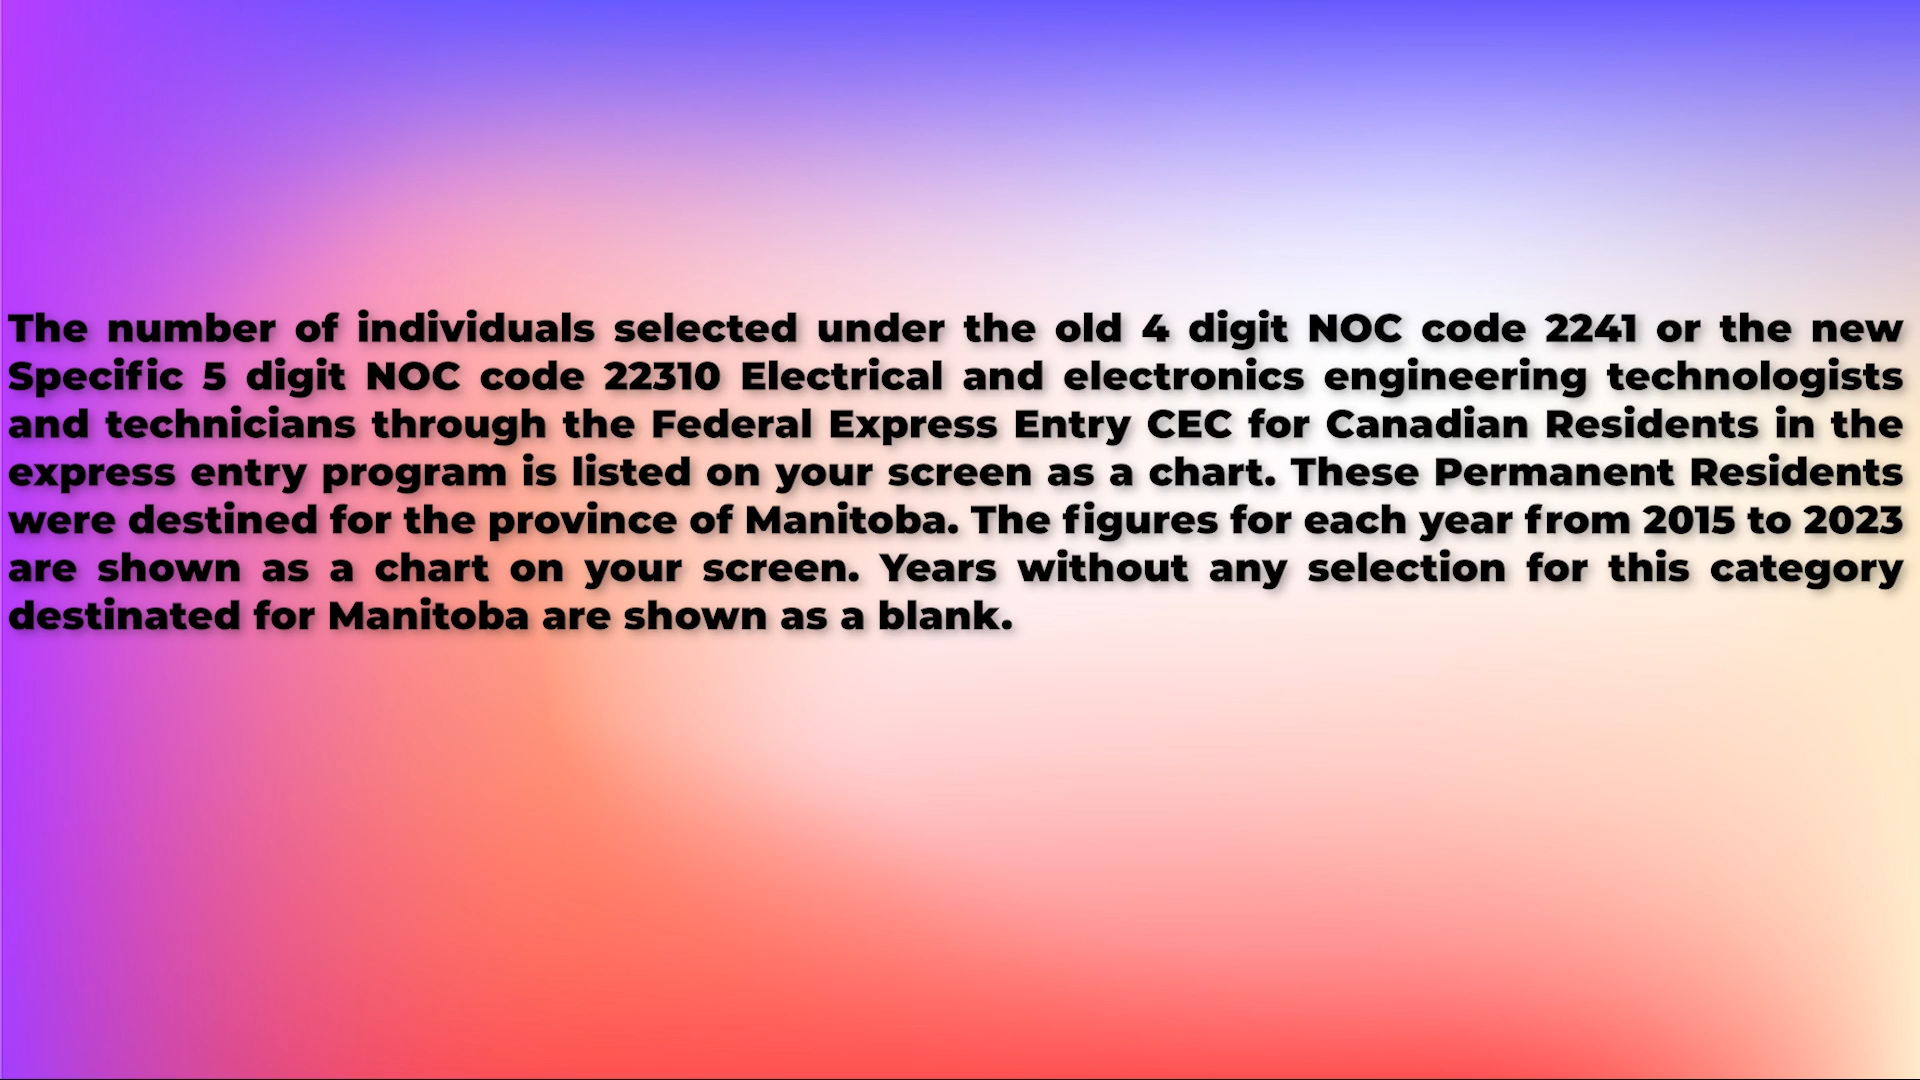 The number of individuals selected under the old 4 digit NOC code 2241 or the new
Specific 5 digit NOC code 22310 Electrical and electronics engineering technologists
and technicians through the Federal Express Entry CEC for Canadian Residents in the
express entry program is listed on your screen as a chart. These Permanent Residents
were destined for the province of Manitoba. The figures for each year from 2015 to 2023
are shown as a chart on your screen. Years without any selection for this category
destinated for Manitoba are shown as a blank.